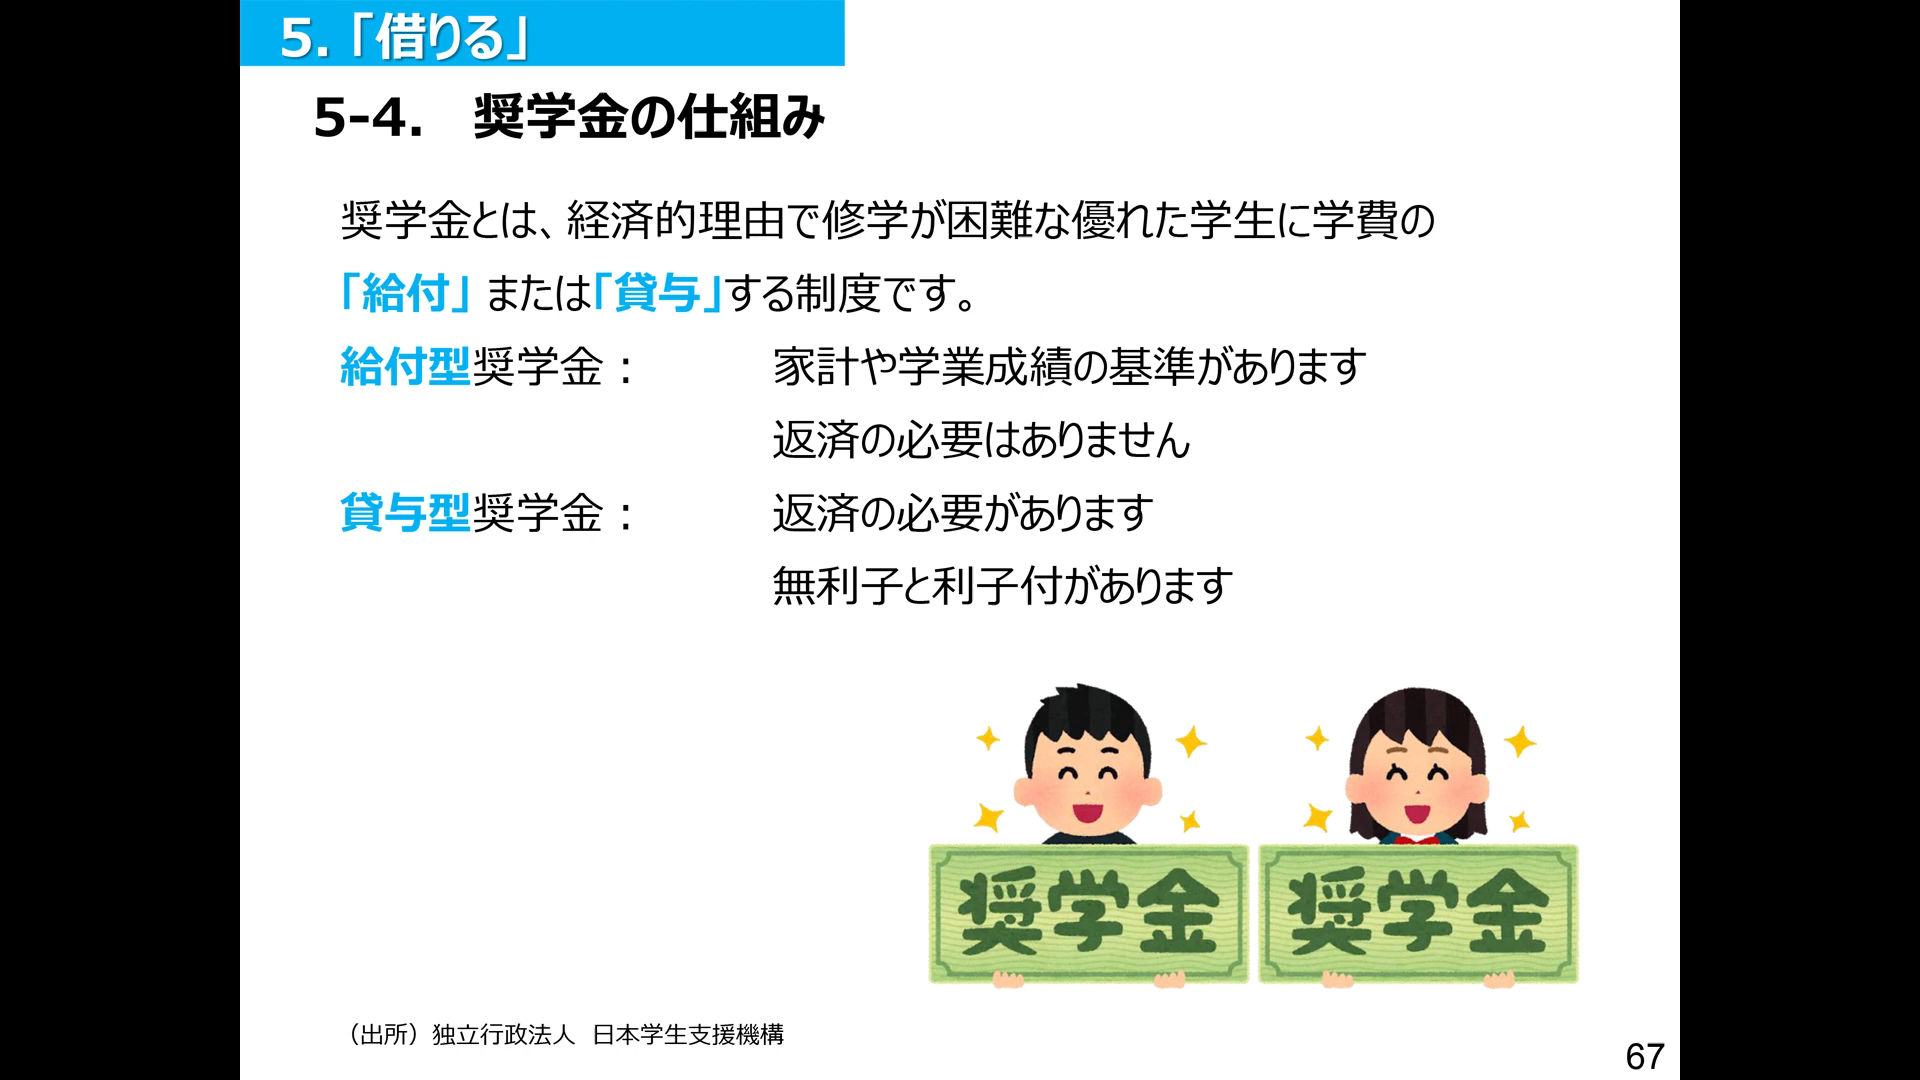 5.「借りる」
5-4.　奨学金の仕組み
奨学金とは、経済的理由で修学が困難な優れた学生に学費の
「給付」または「貸与」する制度です。
給付型奨学金：　家計や学業成績の基準があります
返済の必要はありません
貸与型奨学金：　返済の必要があります
無利子と利子付があります
奨学金　奨学金
（出所）独立行政法人　日本学生支援機構
67